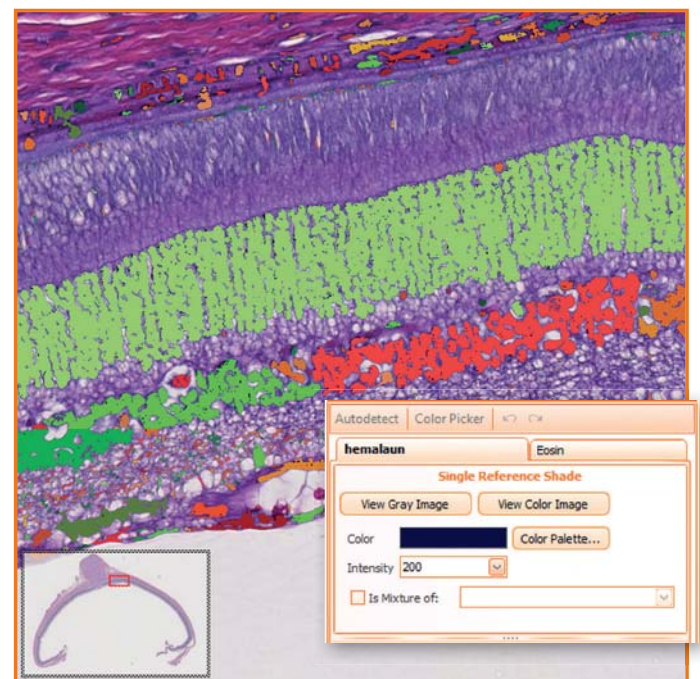 Autodetect Color Picker
hemalaun Eosin
Single Reference Shade
View Gray Image View Color Image
Color Color Palette...
Intensity 200
Is Mixture of: